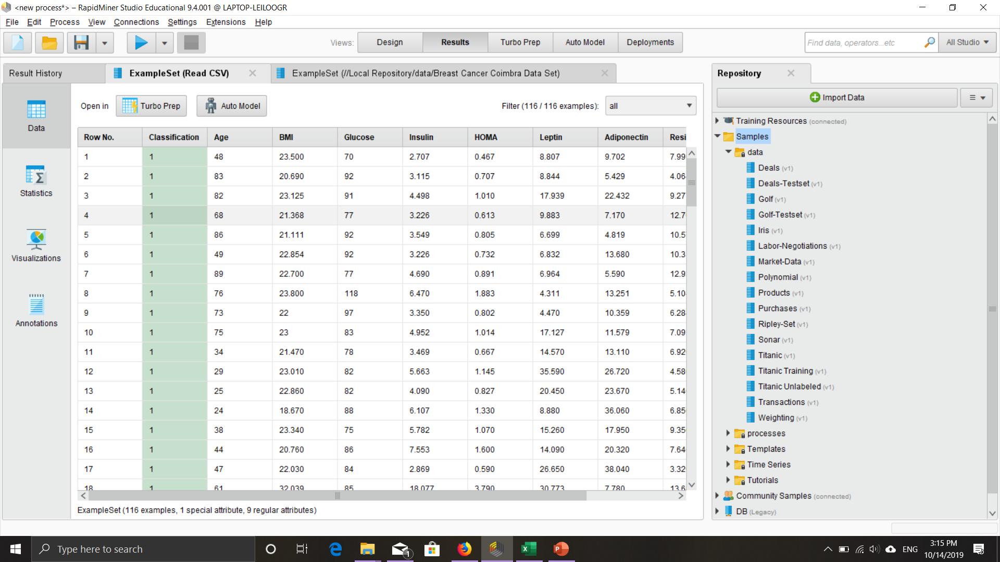 <new process*> – RapidMiner Studio Educational 9.4.001 @ LAPTOP-LEILOOGR
File Edit Process View Connections Settings Extensions Help
Views: Design Results Turbo Prep Auto Model Deployments
Find data, operators...etc All Studio
Result History ExampleSet (Read CSV) ExampleSet (//Local Repository/data/Breast Cancer Coimbra Data Set)
Open in Turbo Prep Auto Model Filter (116 / 116 examples): all
Data
Statistics
Visualizations
Annotations
Row No. Classification Age BMI Glucose Insulin HOMA Leptin Adiponectin Resi
1 1 48 23.500 70 2.707 0.467 8.807 9.702 7.99
2 1 83 20.690 92 3.115 0.707 8.844 5.429 4.06
3 1 82 23.125 91 4.498 1.010 17.939 22.432 9.27
4 1 68 21.368 77 3.226 0.613 9.883 7.170 12.7
5 1 86 21.111 92 3.549 0.805 6.699 4.819 10.5
6 1 49 22.854 92 3.226 0.732 6.832 13.680 10.3
7 1 89 22.700 77 4.690 0.891 6.964 5.590 12.9
8 1 76 23.800 118 6.470 1.883 4.311 13.251 5.10
9 1 73 22 97 3.350 0.802 4.470 10.359 6.28
10 1 75 23 83 4.952 1.014 17.127 11.579 7.09
11 1 34 21.470 78 3.469 0.667 14.570 13.110 6.92
12 1 29 23.010 82 5.663 1.145 35.590 26.720 4.58
13 1 25 22.860 82 4.090 0.827 20.450 23.670 5.14
14 1 24 18.670 88 6.107 1.330 8.880 36.060 6.85
15 1 38 23.340 75 5.782 1.070 15.260 17.950 9.35
16 1 44 20.760 86 7.553 1.600 14.090 20.320 7.64
17 1 47 22.030 84 2.869 0.590 26.650 38.040 3.32
18 1 61 32.039 85 18.077 3.790 30.773 7.780 13.6
ExampleSet (116 examples, 1 special attribute, 9 regular attributes)
Repository
Import Data
Training Resources (connected)
Samples
data
Deals (v1)
Deals-Testset (v1)
Golf (v1)
Golf-Testset (v1)
Iris (v1)
Labor-Negotiations (v1)
Market-Data (v1)
Polynomial (v1)
Products (v1)
Purchases (v1)
Ripley-Set (v1)
Sonar (v1)
Titanic (v1)
Titanic Training (v1)
Titanic Unlabeled (v1)
Transactions (v1)
Weighting (v1)
processes
Templates
Time Series
Tutorials
Community Samples (connected)
DB (Legacy)
Type here to search
1
ENG
3:15 PM
10/14/2019